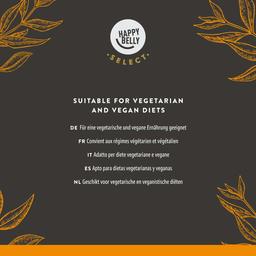 HAPPY
BELLY
• SELECT •
SUITABLE FOR VEGETARIAN
AND VEGAN DIETS
DE Für eine vegetarische und vegane Ernährung geeignet
FR Convient aux régimes végétarien et végétalien
IT Adatto per diete vegetariane e vegane
ES Apto para dietas vegetarianas y veganas
NL Geschikt voor vegetarische en veganistische diëten